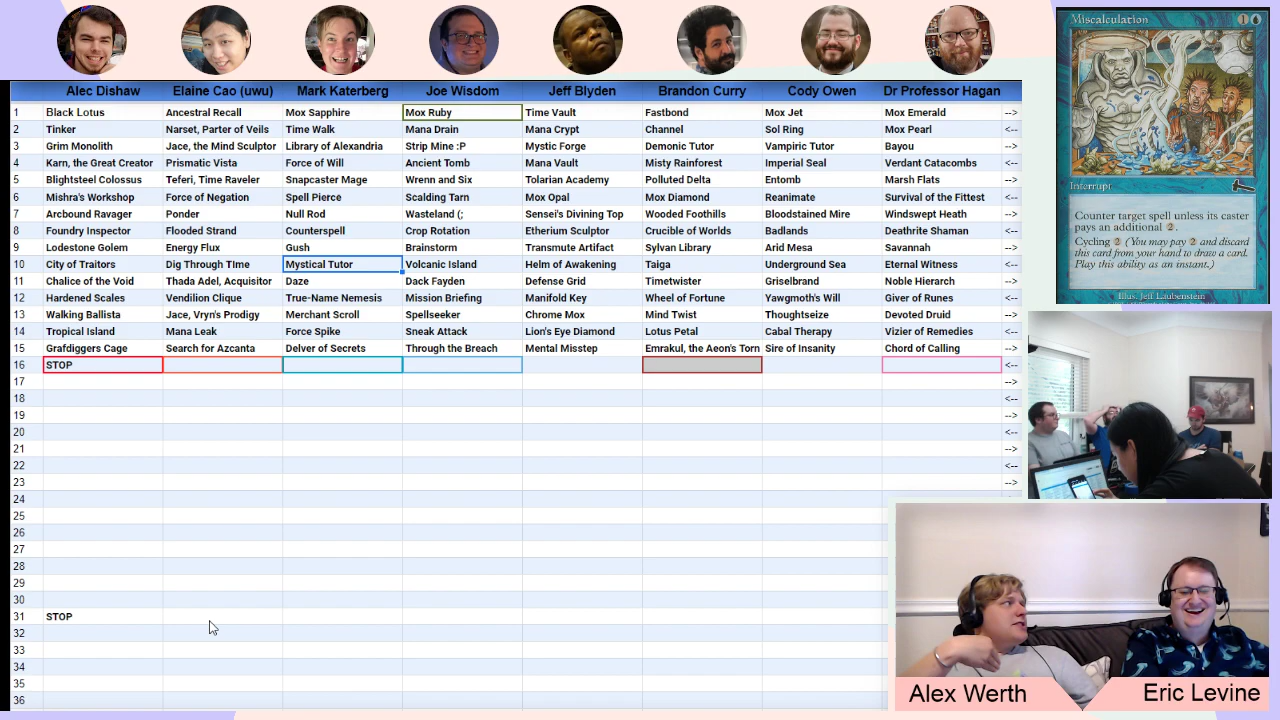 Alec Dishaw Elaine Cao (uwu) Mark Katerberg Joe Wisdom Jeff Blyden Brandon Curry Cody Owen Dr Professor Hagan
1 Black Lotus Ancestral Recall Mox Sapphire Mox Ruby Time Vault Fastbond Mox Jet Mox Emerald -->
2 Tinker Narset, Parter of Veils Time Walk Mana Drain Mana Crypt Channel Sol Ring Mox Pearl <--
3 Grim Monolith Jace, the Mind Sculptor Library of Alexandria Strip Mine :P Mystic Forge Demonic Tutor Vampiric Tutor Bayou -->
4 Karn, the Great Creator Prismatic Vista Force of Will Ancient Tomb Mana Vault Misty Rainforest Imperial Seal Verdant Catacombs <--
5 Blightsteel Colossus Teferi, Time Raveler Snapcaster Mage Wrenn and Six Tolarian Academy Polluted Delta Entomb Marsh Flats -->
6 Mishra's Workshop Force of Negation Spell Pierce Scalding Tarn Mox Opal Mox Diamond Reanimate Survival of the Fittest <--
7 Arcbound Ravager Ponder Null Rod Wasteland (; Sensei's Divining Top Wooded Foothills Bloodstained Mire Windswept Heath -->
8 Foundry Inspector Flooded Strand Counterspell Crop Rotation Etherium Sculptor Crucible of Worlds Badlands Deathrite Shaman <--
9 Lodestone Golem Energy Flux Gush Brainstorm Transmute Artifact Sylvan Library Arid Mesa Savannah -->
10 City of Traitors Dig Through TIme Mystical Tutor Volcanic Island Helm of Awakening Taiga Underground Sea Eternal Witness <--
11 Chalice of the Void Thada Adel, Acquisitor Daze Dack Fayden Defense Grid Timetwister Griselbrand Noble Hierarch -->
12 Hardened Scales Vendilion Clique True-Name Nemesis Mission Briefing Manifold Key Wheel of Fortune Yawgmoth's Will Giver of Runes <--
13 Walking Ballista Jace, Vryn's Prodigy Merchant Scroll Spellseeker Chrome Mox Mind Twist Thoughtseize Devoted Druid -->
14 Tropical Island Mana Leak Force Spike Sneak Attack Lion's Eye Diamond Lotus Petal Cabal Therapy Vizier of Remedies <--
15 Grafdiggers Cage Search for Azcanta Delver of Secrets Through the Breach Mental Misstep Emrakul, the Aeon's Torn Sire of Insanity Chord of Calling -->
16 STOP <--
17 -->
18 <--
19 -->
20 <--
21 -->
22 <--
23 -->
24
25
26
27
28
29
30
31 STOP
32
33
34
35
36
Miscalculation 1
Interrupt
Counter target spell unless its caster
pays an additional 2.
Cycling 2 (You may pay 2 and discard
this card from your hand to draw a card.
Play this ability as an instant.)
Illus. Jeff Laubenstein
Alex Werth Eric Levine